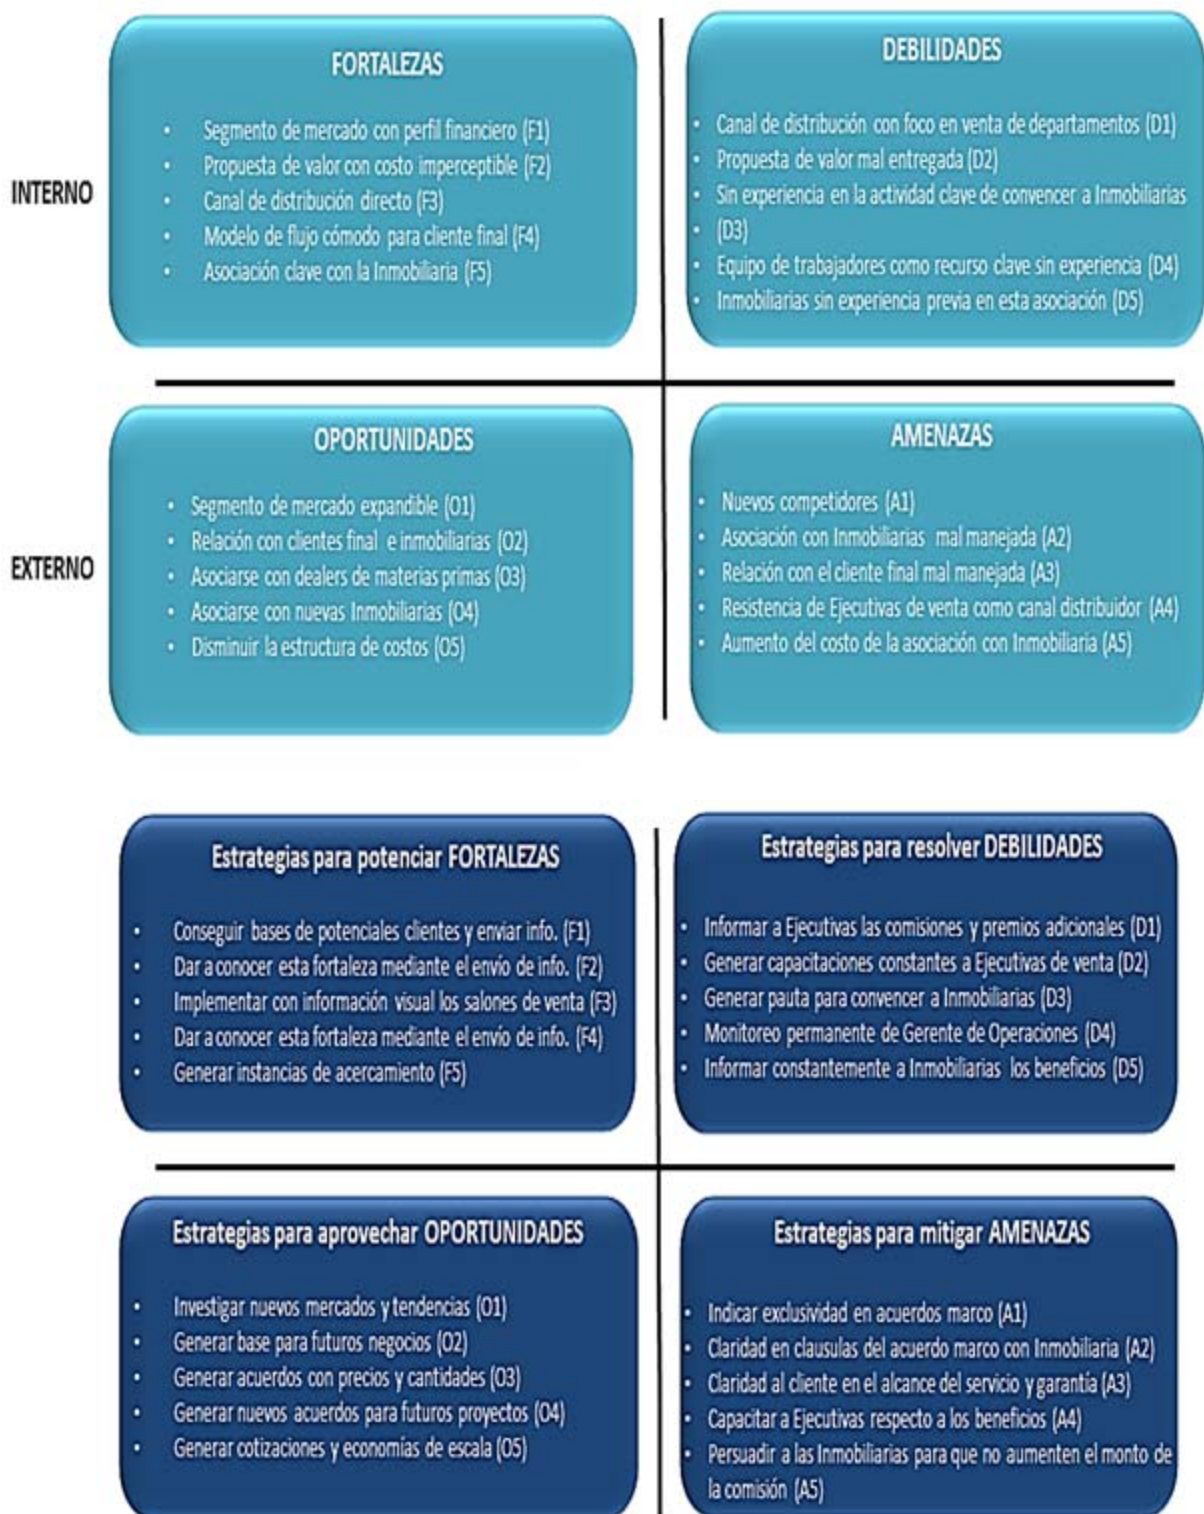 FORTALEZAS
• Segmento de mercado con perfil financiero (F1)
• Propuesta de valor con costo imperceptible (F2)
• Canal de distribución directo (F3)
• Modelo de flujo cómodo para cliente final (F4)
• Asociación clave con la Inmobiliaria (F5)
DEBILIDADES
• Canal de distribución con foco en venta de departamentos (D1)
• Propuesta de valor mal entregada (D2)
• Sin experiencia en la actividad clave de convencer a Inmobiliarias
• (D3)
• Equipo de trabajadores como recurso clave sin experiencia (D4)
• Inmobiliarias sin experiencia previa en esta asociación (D5)
INTERNO
OPORTUNIDADES
• Segmento de mercado expandible (O1)
• Relación con clientes final e inmobiliarias (O2)
• Asociarse con dealers de materias primas (O3)
• Asociarse con nuevas Inmobiliarias (O4)
• Disminuir la estructura de costos (O5)
AMENAZAS
• Nuevos competidores (A1)
• Asociación con Inmobiliarias mal manejada (A2)
• Relación con el cliente final mal manejada (A3)
• Resistencia de Ejecutivas de venta como canal distribuidor (A4)
• Aumento del costo de la asociación con Inmobiliaria (A5)
EXTERNO
Estrategias para potenciar FORTALEZAS
• Conseguir bases de potenciales clientes y enviar info. (F1)
• Dar a conocer esta fortaleza mediante el envío de info. (F2)
• Implementar con información visual los salones de venta (F3)
• Dar a conocer esta fortaleza mediante el envío de info. (F4)
• Generar instancias de acercamiento (F5)
Estrategias para resolver DEBILIDADES
• Informar a Ejecutivas las comisiones y premios adicionales (D1)
• Generar capacitaciones constantes a Ejecutivas de venta (D2)
• Generar pauta para convencer a Inmobiliarias (D3)
• Monitoreo permanente de Gerente de Operaciones (D4)
• Informar constantemente a Inmobiliarias los beneficios (D5)
Estrategias para aprovechar OPORTUNIDADES
• Investigar nuevos mercados y tendencias (O1)
• Generar base para futuros negocios (O2)
• Generar acuerdos con precios y cantidades (O3)
• Generar nuevos acuerdos para futuros proyectos (O4)
• Generar cotizaciones y economías de escala (O5)
Estrategias para mitigar AMENAZAS
• Indicar exclusividad en acuerdos marco (A1)
• Claridad en clausulas del acuerdo marco con Inmobiliaria (A2)
• Claridad al cliente en el alcance del servicio y garantía (A3)
• Capacitar a Ejecutivas respecto a los beneficios (A4)
• Persuadir a las Inmobiliarias para que no aumenten el monto de
la comisión (A5)